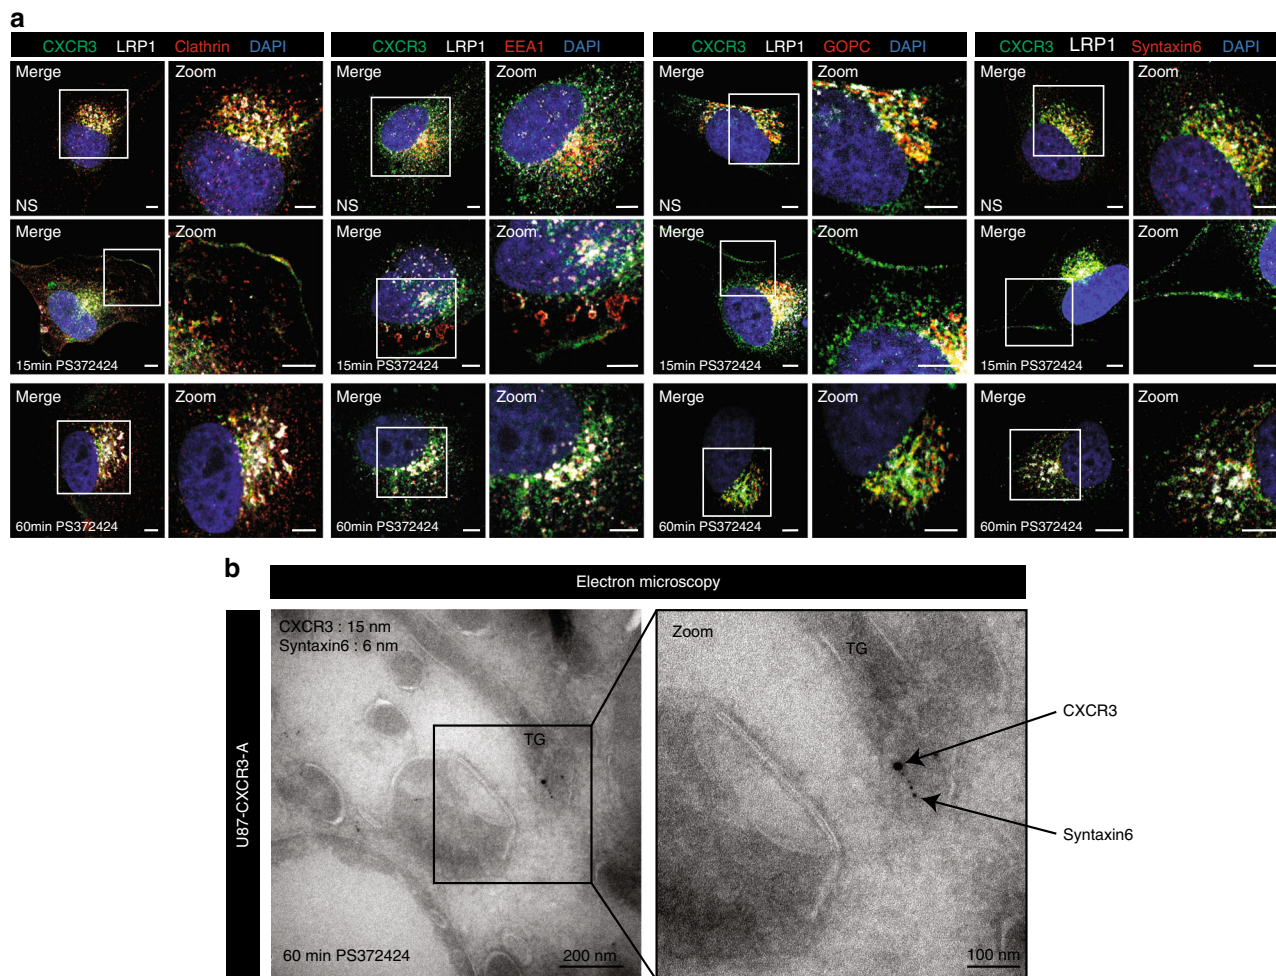 a
CXCR3 LRP1 Clathrin DAPI
CXCR3 LRP1 EEA1 DAPI
CXCR3 LRP1 GOPC DAPI
CXCR3 LRP1 Syntaxin6 DAPI
Merge Zoom Merge Zoom Merge Zoom Merge Zoom
NS NS NS NS
Merge Zoom Merge Zoom Merge Zoom Merge Zoom
15min PS372424 15min PS372424 15min PS372424 15min PS372424
Merge Zoom Merge Zoom Merge Zoom Merge Zoom
60min PS372424 60min PS372424 60min PS372424 60min PS372424
b
Electron microscopy
U87-CXCR3-A
CXCR3 : 15 nm
Syntaxin6 : 6 nm
TG
60 min PS372424
200 nm
Zoom
TG
CXCR3
Syntaxin6
100 nm